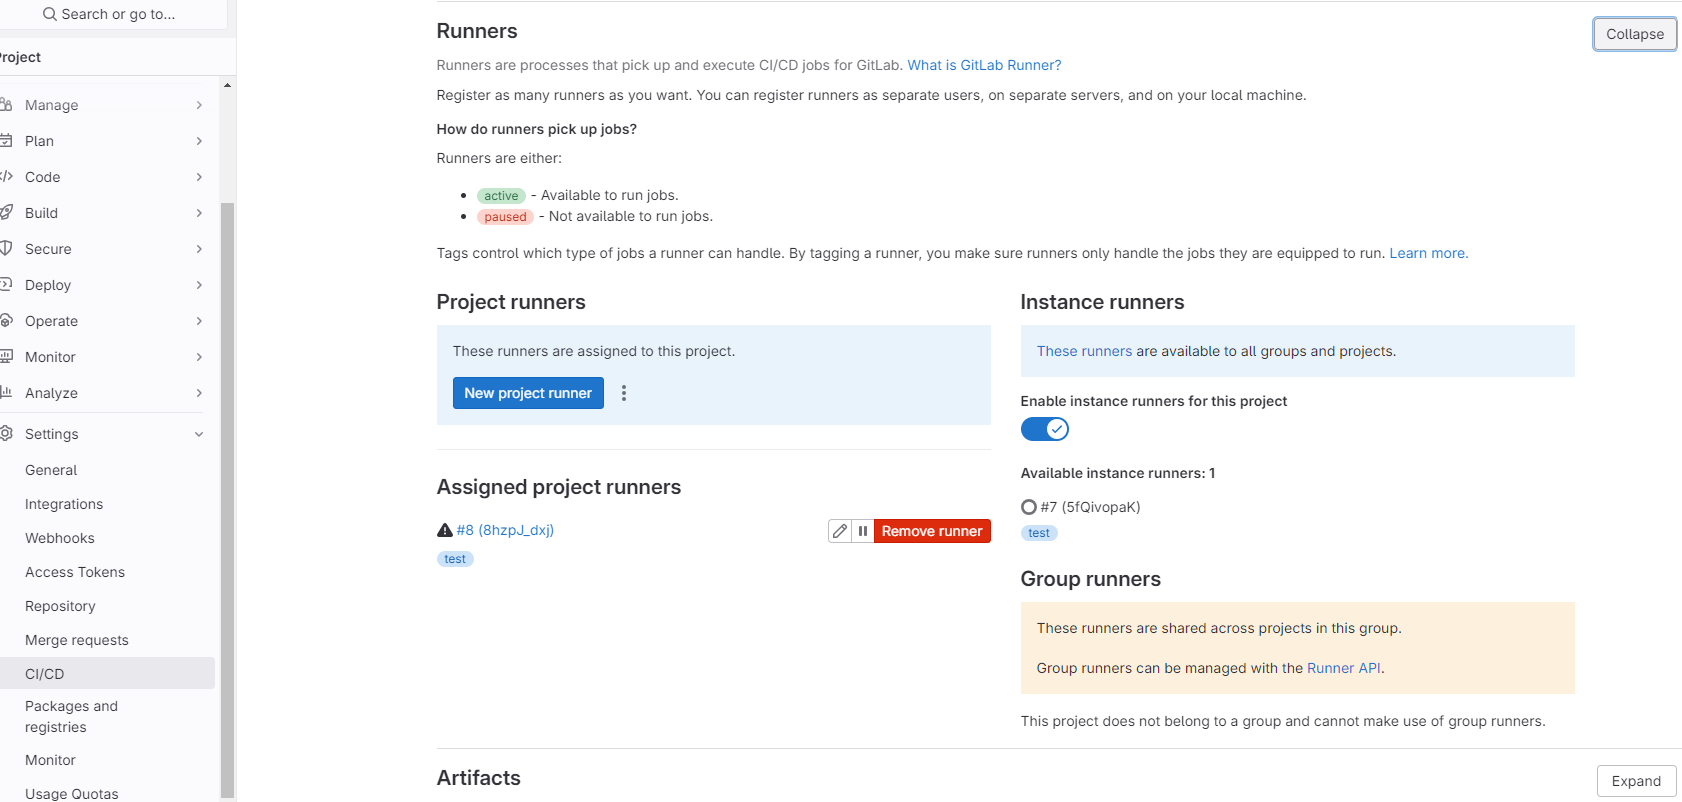 Search or go to...
Project
Manage
Plan
Code
Build
Secure
Deploy
Operate
Monitor
Analyze
Settings
General
Integrations
Webhooks
Access Tokens
Repository
Merge requests
CI/CD
Packages and
registries
Monitor
Usage Quotas
Runners
Collapse
Runners are processes that pick up and execute CI/CD jobs for GitLab. What is GitLab Runner?
Register as many runners as you want. You can register runners as separate users, on separate servers, and on your local machine.
How do runners pick up jobs?
Runners are either:
active - Available to run jobs.
paused - Not available to run jobs.
Tags control which type of jobs a runner can handle. By tagging a runner, you make sure runners only handle the jobs they are equipped to run. Learn more.
Project runners
These runners are assigned to this project.
New project runner
Assigned project runners
#8 (8hzpJ_dxj)
Remove runner
test
Instance runners
These runners are available to all groups and projects.
Enable instance runners for this project
Available instance runners: 1
#7 (5fQivopaK)
test
Group runners
These runners are shared across projects in this group.
Group runners can be managed with the Runner API.
This project does not belong to a group and cannot make use of group runners.
Artifacts
Expand